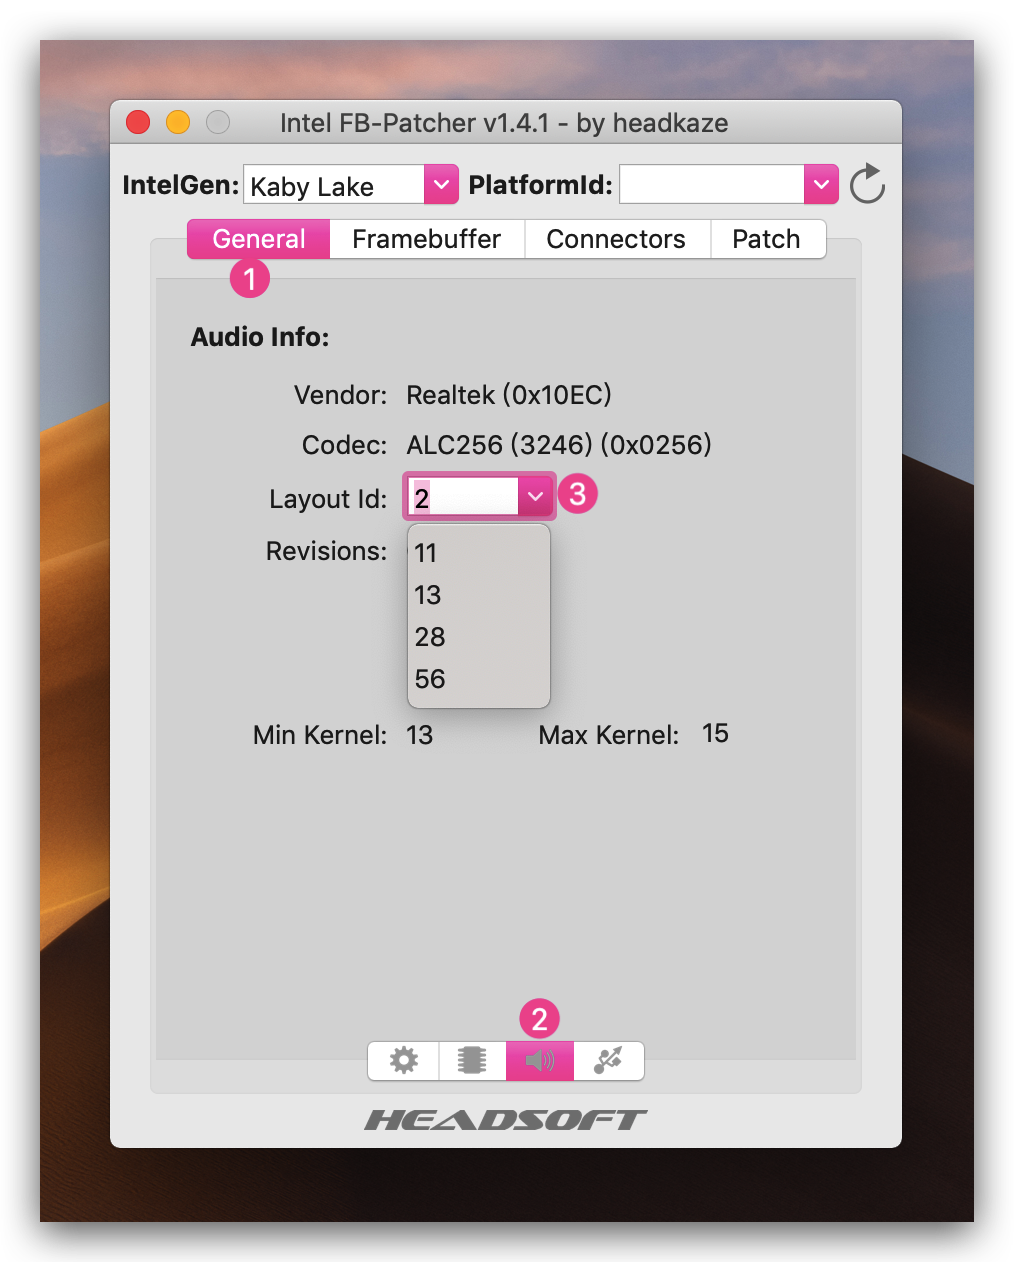 Intel FB-Patcher v1.4.1 - by headkaze
IntelGen: Kaby Lake PlatformId:
General Framebuffer Connectors Patch
1
Audio Info:
Vendor: Realtek (0x10EC)
Codec: ALC256 (3246) (0x0256)
Layout Id: 2 3
Revisions:
11
13
28
56
Min Kernel: 13 Max Kernel: 15
2
HEADSOFT